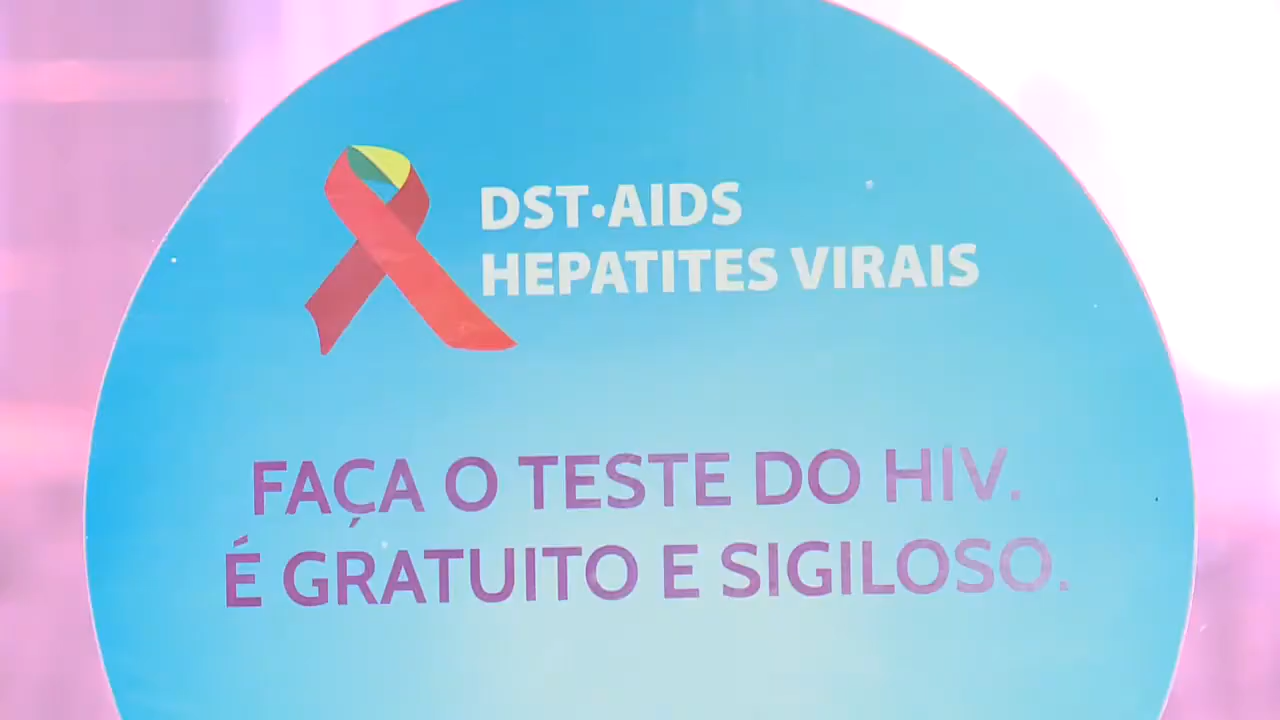 DST•AIDS
HEPATITES VIRAIS
FAÇA O TESTE DO HIV.
É GRATUITO E SIGILOSO.